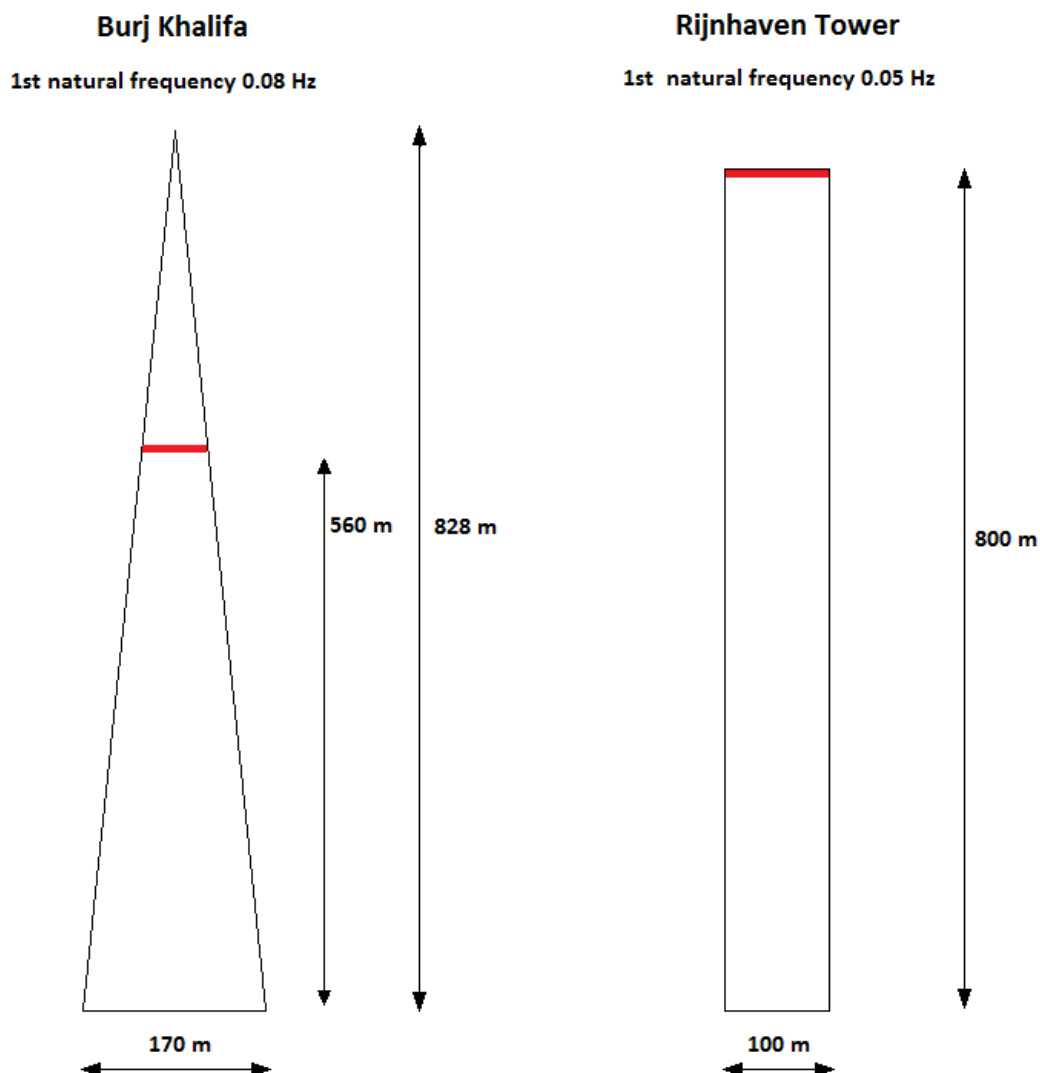 Burj Khalifa
1st natural frequency 0.08 Hz
560 m
828 m
170 m
Rijnhaven Tower
1st natural frequency 0.05 Hz
800 m
100 m